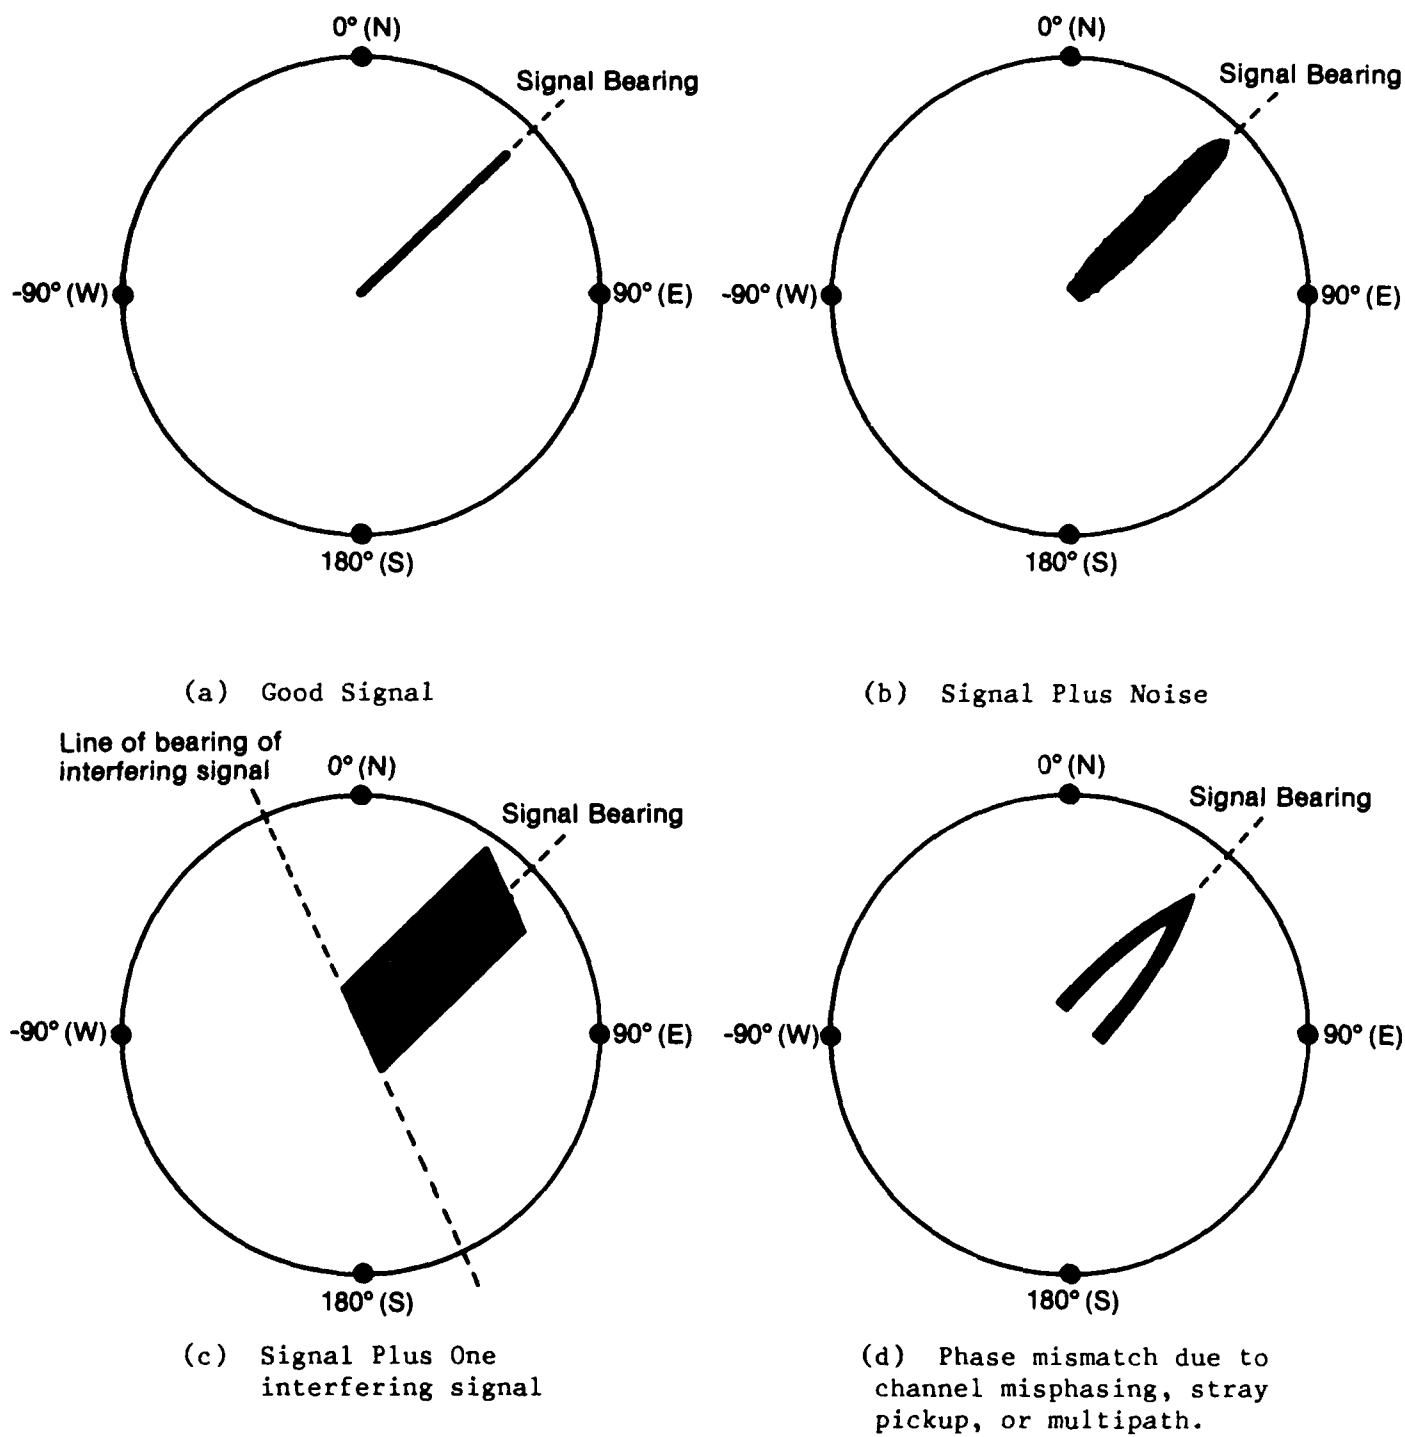 0° (N)
Signal Bearing
-90° (W)
90° (E)
180° (S)
(a) Good Signal
0° (N)
Signal Bearing
-90° (W)
90° (E)
180° (S)
(b) Signal Plus Noise
Line of bearing of
interfering signal
0° (N)
Signal Bearing
-90° (W)
90° (E)
180° (S)
(c) Signal Plus One
interfering signal
0° (N)
Signal Bearing
-90° (W)
90° (E)
180° (S)
(d) Phase mismatch due to
channel misphasing, stray
pickup, or multipath.